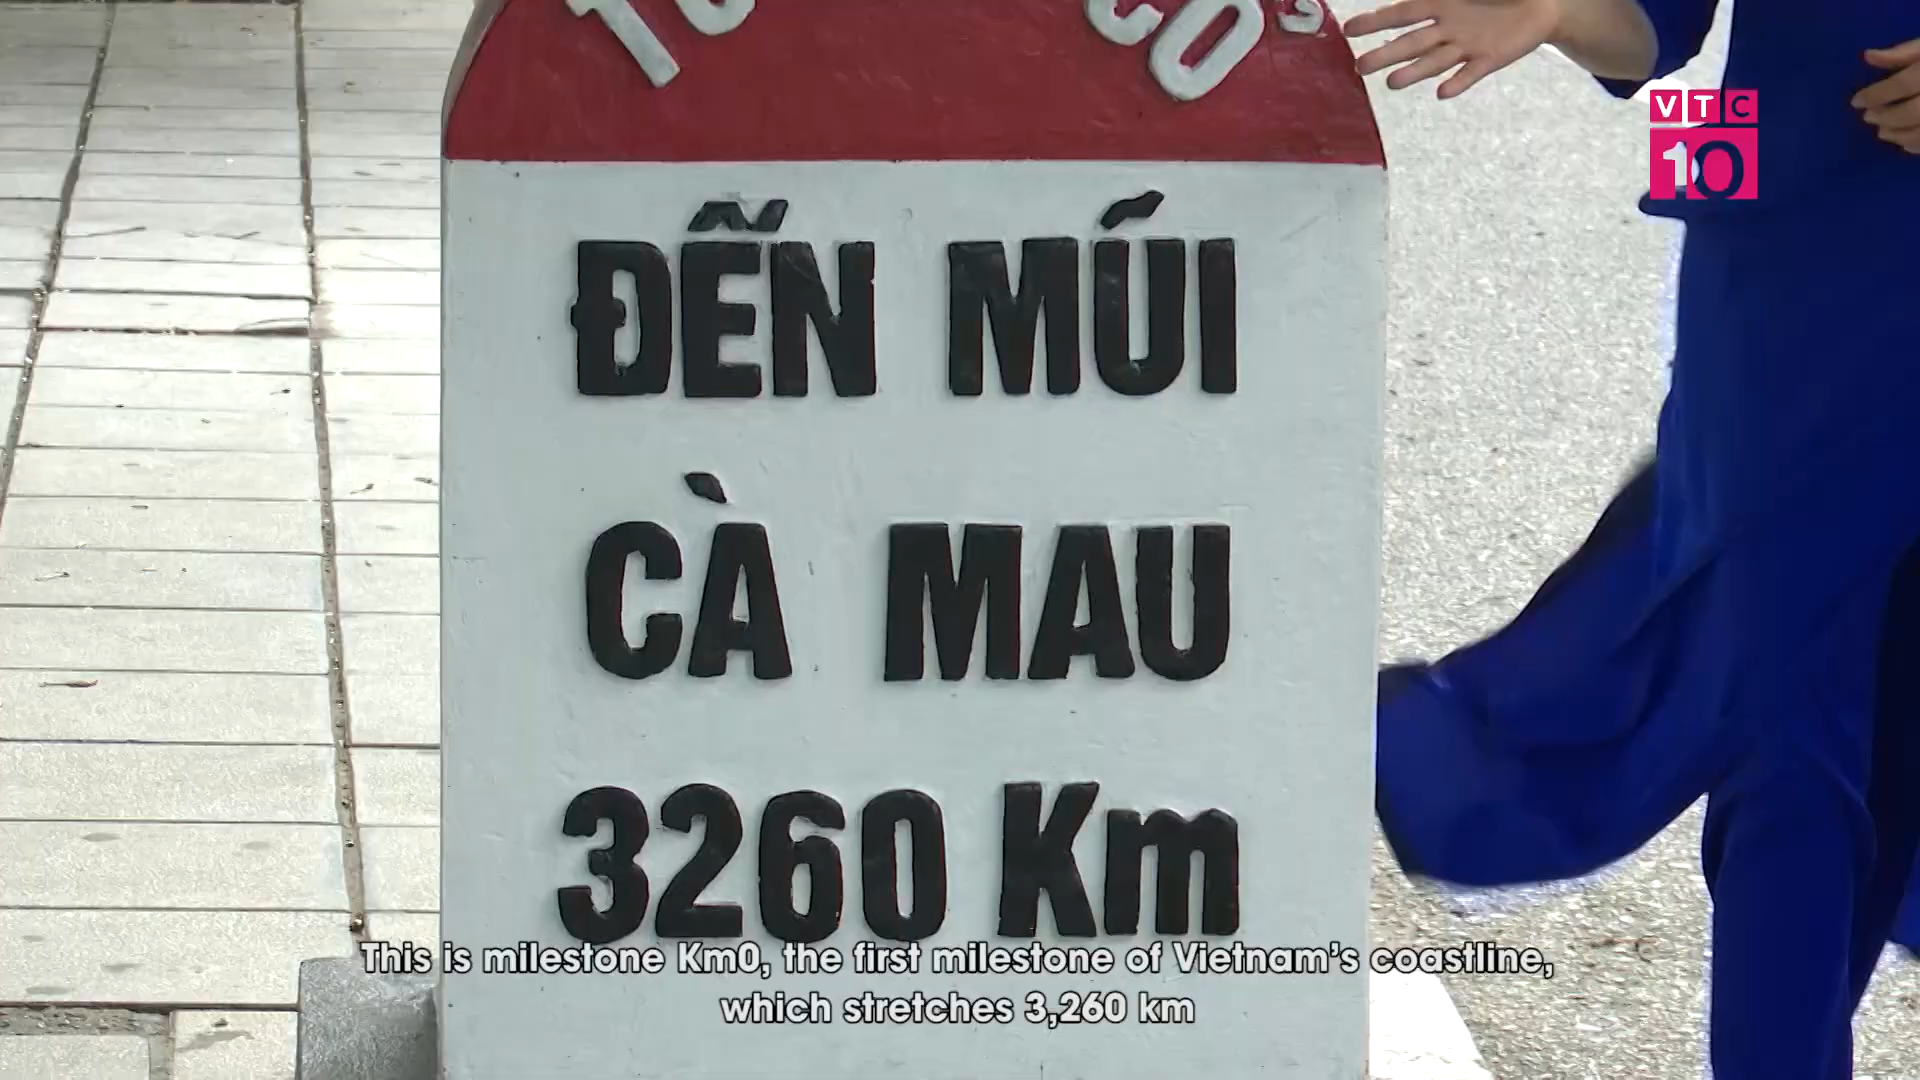 VTC
10
ĐẾN MÚI
CÀ MAU
3260 Km
This is milestone Km0, the first milestone of Vietnam's coastline,
which stretches 3,260 km